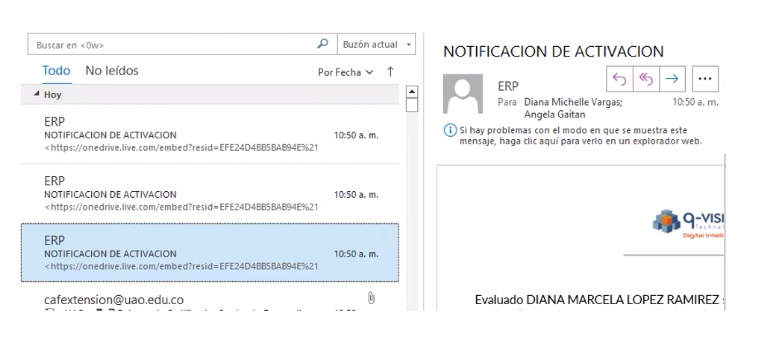 Buscar en <0w>
Buzón actual
Todo No leídos
Por Fecha
Hoy
ERP
NOTIFICACION DE ACTIVACION 10:50 a. m.
<https://onedrive.live.com/embed?resid=EFE24D4BB5BAB94E%21
ERP
NOTIFICACION DE ACTIVACION 10:50 a. m.
<https://onedrive.live.com/embed?resid=EFE24D4BB5BAB94E%21
ERP
NOTIFICACION DE ACTIVACION 10:50 a. m.
<https://onedrive.live.com/embed?resid=EFE24D4BB5BAB94E%21
cafextension@uao.edu.co
NOTIFICACION DE ACTIVACION
ERP
Para Diana Michelle Vargas; 10:50 a. m.
Angela Gaitan
Si hay problemas con el modo en que se muestra este
mensaje, haga clic aquí para verlo en un explorador web.
q-VISI
Technol
Digital Intelli
Evaluado DIANA MARCELA LOPEZ RAMIREZ